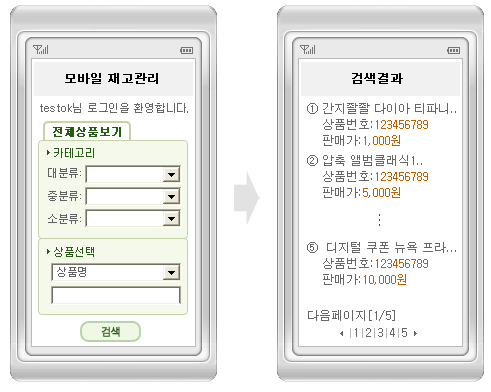 모바일 재고관리
testok님 로그인을 환영합니다.
전체상품보기
카테고리
대분류:
중분류:
소분류:
상품선택
상품명
검색
검색결과
① 간지좔좔 다이아 티파니..
상품번호:123456789
판매가:1,000원
② 압축 앨범클래식1..
상품번호:123456789
판매가:5,000원
⋮
⑤ 디지털 쿠폰 뉴욕 프라...
상품번호:123456789
판매가:10,000원
다음페이지[1/5]
◂ |1|2|3|4|5 ▸